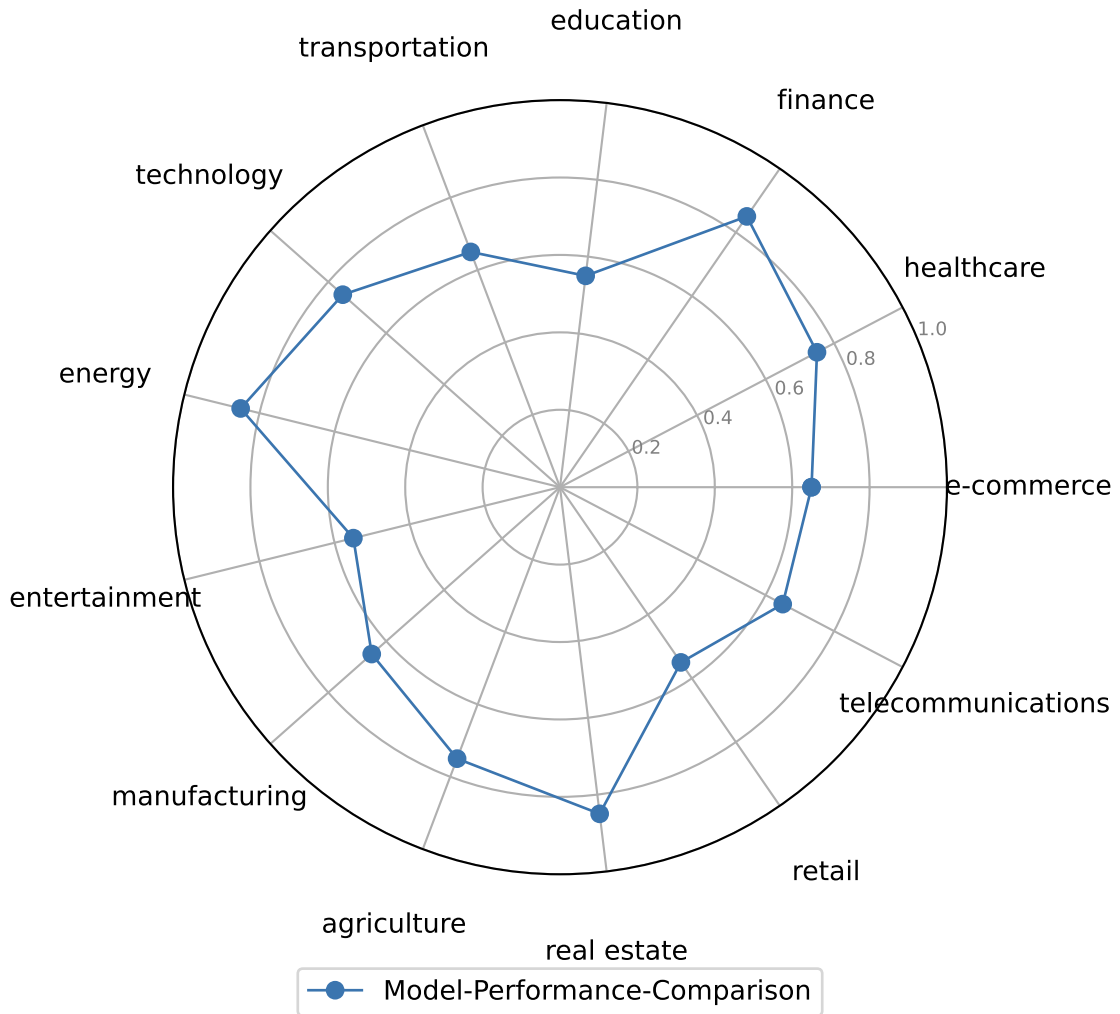 education
transportation
finance
technology
healthcare
1.0
0.8
energy
0.6
0.4
0.2
e-commerce
entertainment
telecommunications
manufacturing
retail
agriculture
real estate
Model-Performance-Comparison